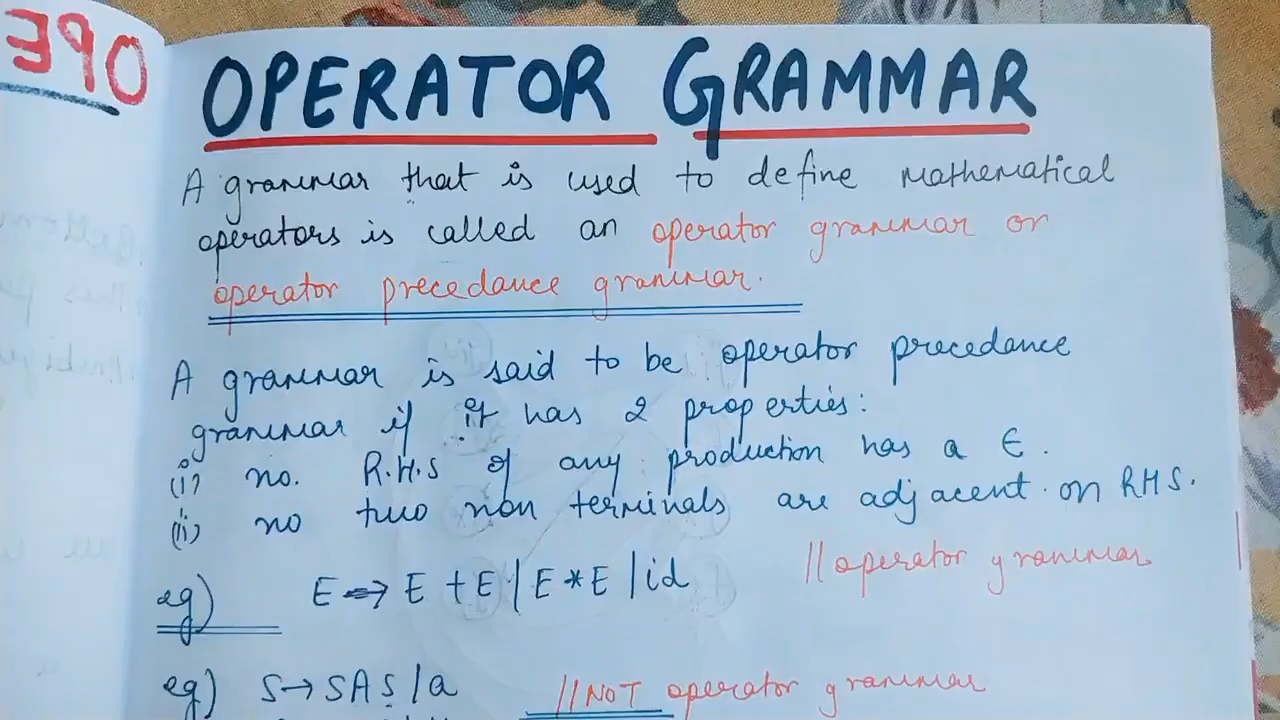 390
OPERATOR GRAMMAR
A grammar that is used to define mathematical
operators is called an operator grammar or
operator precedance grammar.
A grammar is said to be operator precedance
grammar if it has 2 properties:
(i) no. R.H.S of any production has a ϵ.
(ii) no two non terminals are adjacent on RHS.
eg) E → E + E | E * E | id //operator grammar
eg) S → SAS | a //NOT operator grammar